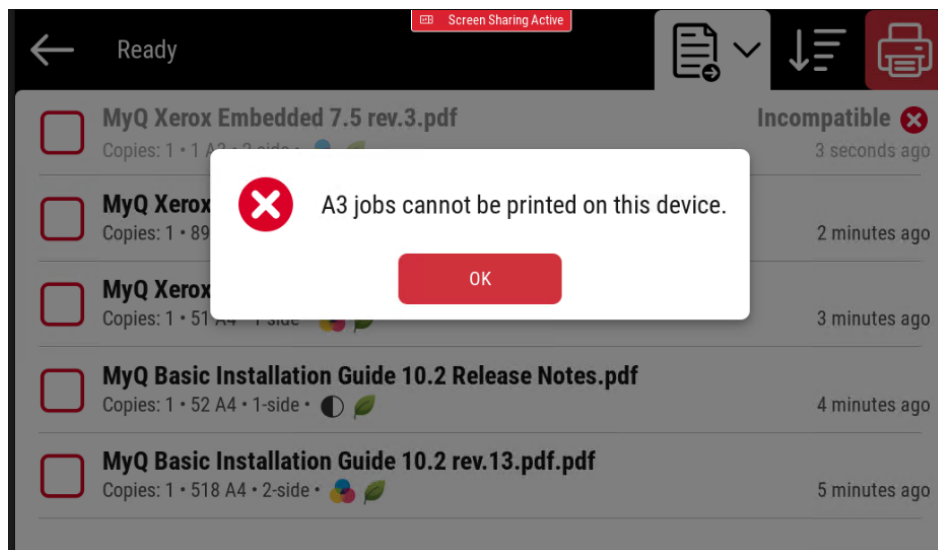 Screen Sharing Active
Ready
MyQ Xerox Embedded 7.5 rev.3.pdf
Incompatible
Copies: 1 • 1 A3 • 2-side •
3 seconds ago
A3 jobs cannot be printed on this device.
OK
MyQ Xerox
Copies: 1 • 89
2 minutes ago
MyQ Xerox
Copies: 1 • 51 A4 • 1-side
3 minutes ago
MyQ Basic Installation Guide 10.2 Release Notes.pdf
Copies: 1 • 52 A4 • 1-side •
4 minutes ago
MyQ Basic Installation Guide 10.2 rev.13.pdf.pdf
Copies: 1 • 518 A4 • 2-side •
5 minutes ago